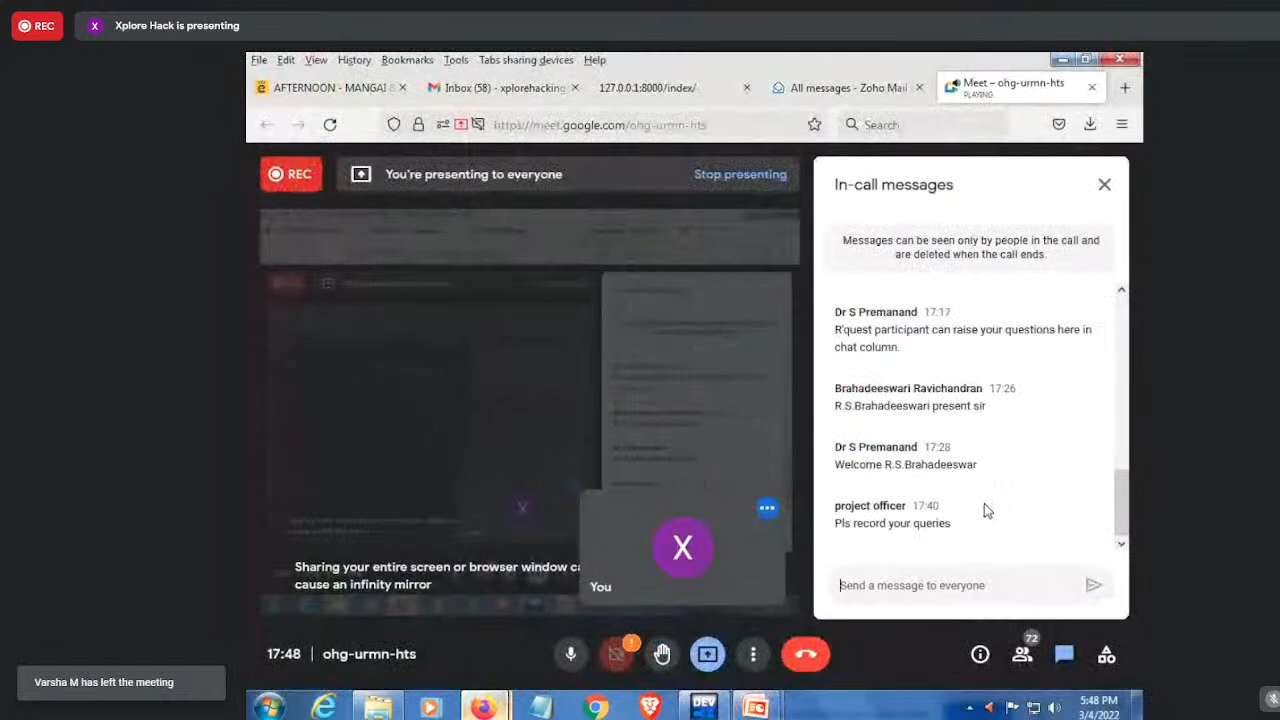 REC
X
Xplore Hack is presenting
File Edit View History Bookmarks Tools Tabs sharing devices Help
AFTERNOON - MANGAI
Inbox (58) - xplorehacking
127.0.0.1:8000/index/
All messages - Zoho Mail
Meet – ohg-urmn-hts
PLAYING
https://meet.google.com/ohg-urmn-hts
Search
REC
You're presenting to everyone
Stop presenting
In-call messages
Messages can be seen only by people in the call and
are deleted when the call ends.
Dr S Premanand 17:17
R'quest participant can raise your questions here in
chat column.
Brahadeeswari Ravichandran 17:26
R.S.Brahadeeswari present sir
Dr S Premanand 17:28
Welcome R.S.Brahadeeswar
project officer 17:40
Pls record your queries
Send a message to everyone
X
Sharing your entire screen or browser window ca
cause an infinity mirror
X
You
17:48 | ohg-urmn-hts
72
Varsha M has left the meeting
DEV
5:48 PM
3/4/2022